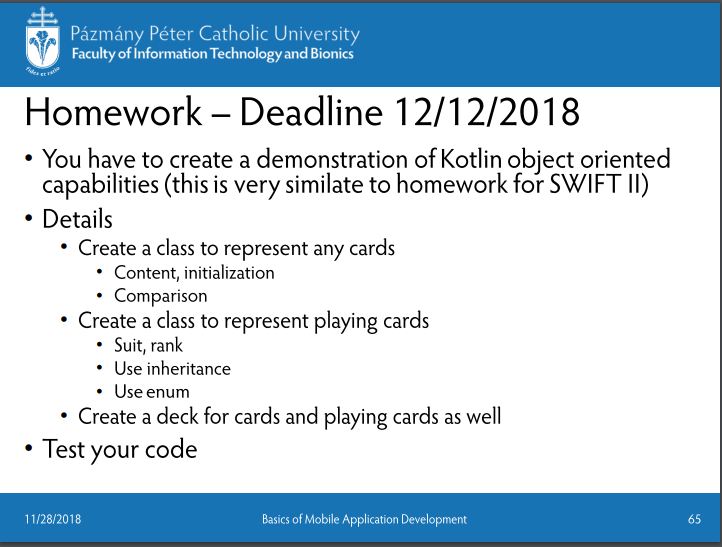 Pázmány Péter Catholic University
Faculty of Information Technology and Bionics
Homework – Deadline 12/12/2018
• You have to create a demonstration of Kotlin object oriented
capabilities (this is very similate to homework for SWIFT II)
• Details
• Create a class to represent any cards
• Content, initialization
• Comparison
• Create a class to represent playing cards
• Suit, rank
• Use inheritance
• Use enum
• Create a deck for cards and playing cards as well
• Test your code
11/28/2018
Basics of Mobile Application Development
65